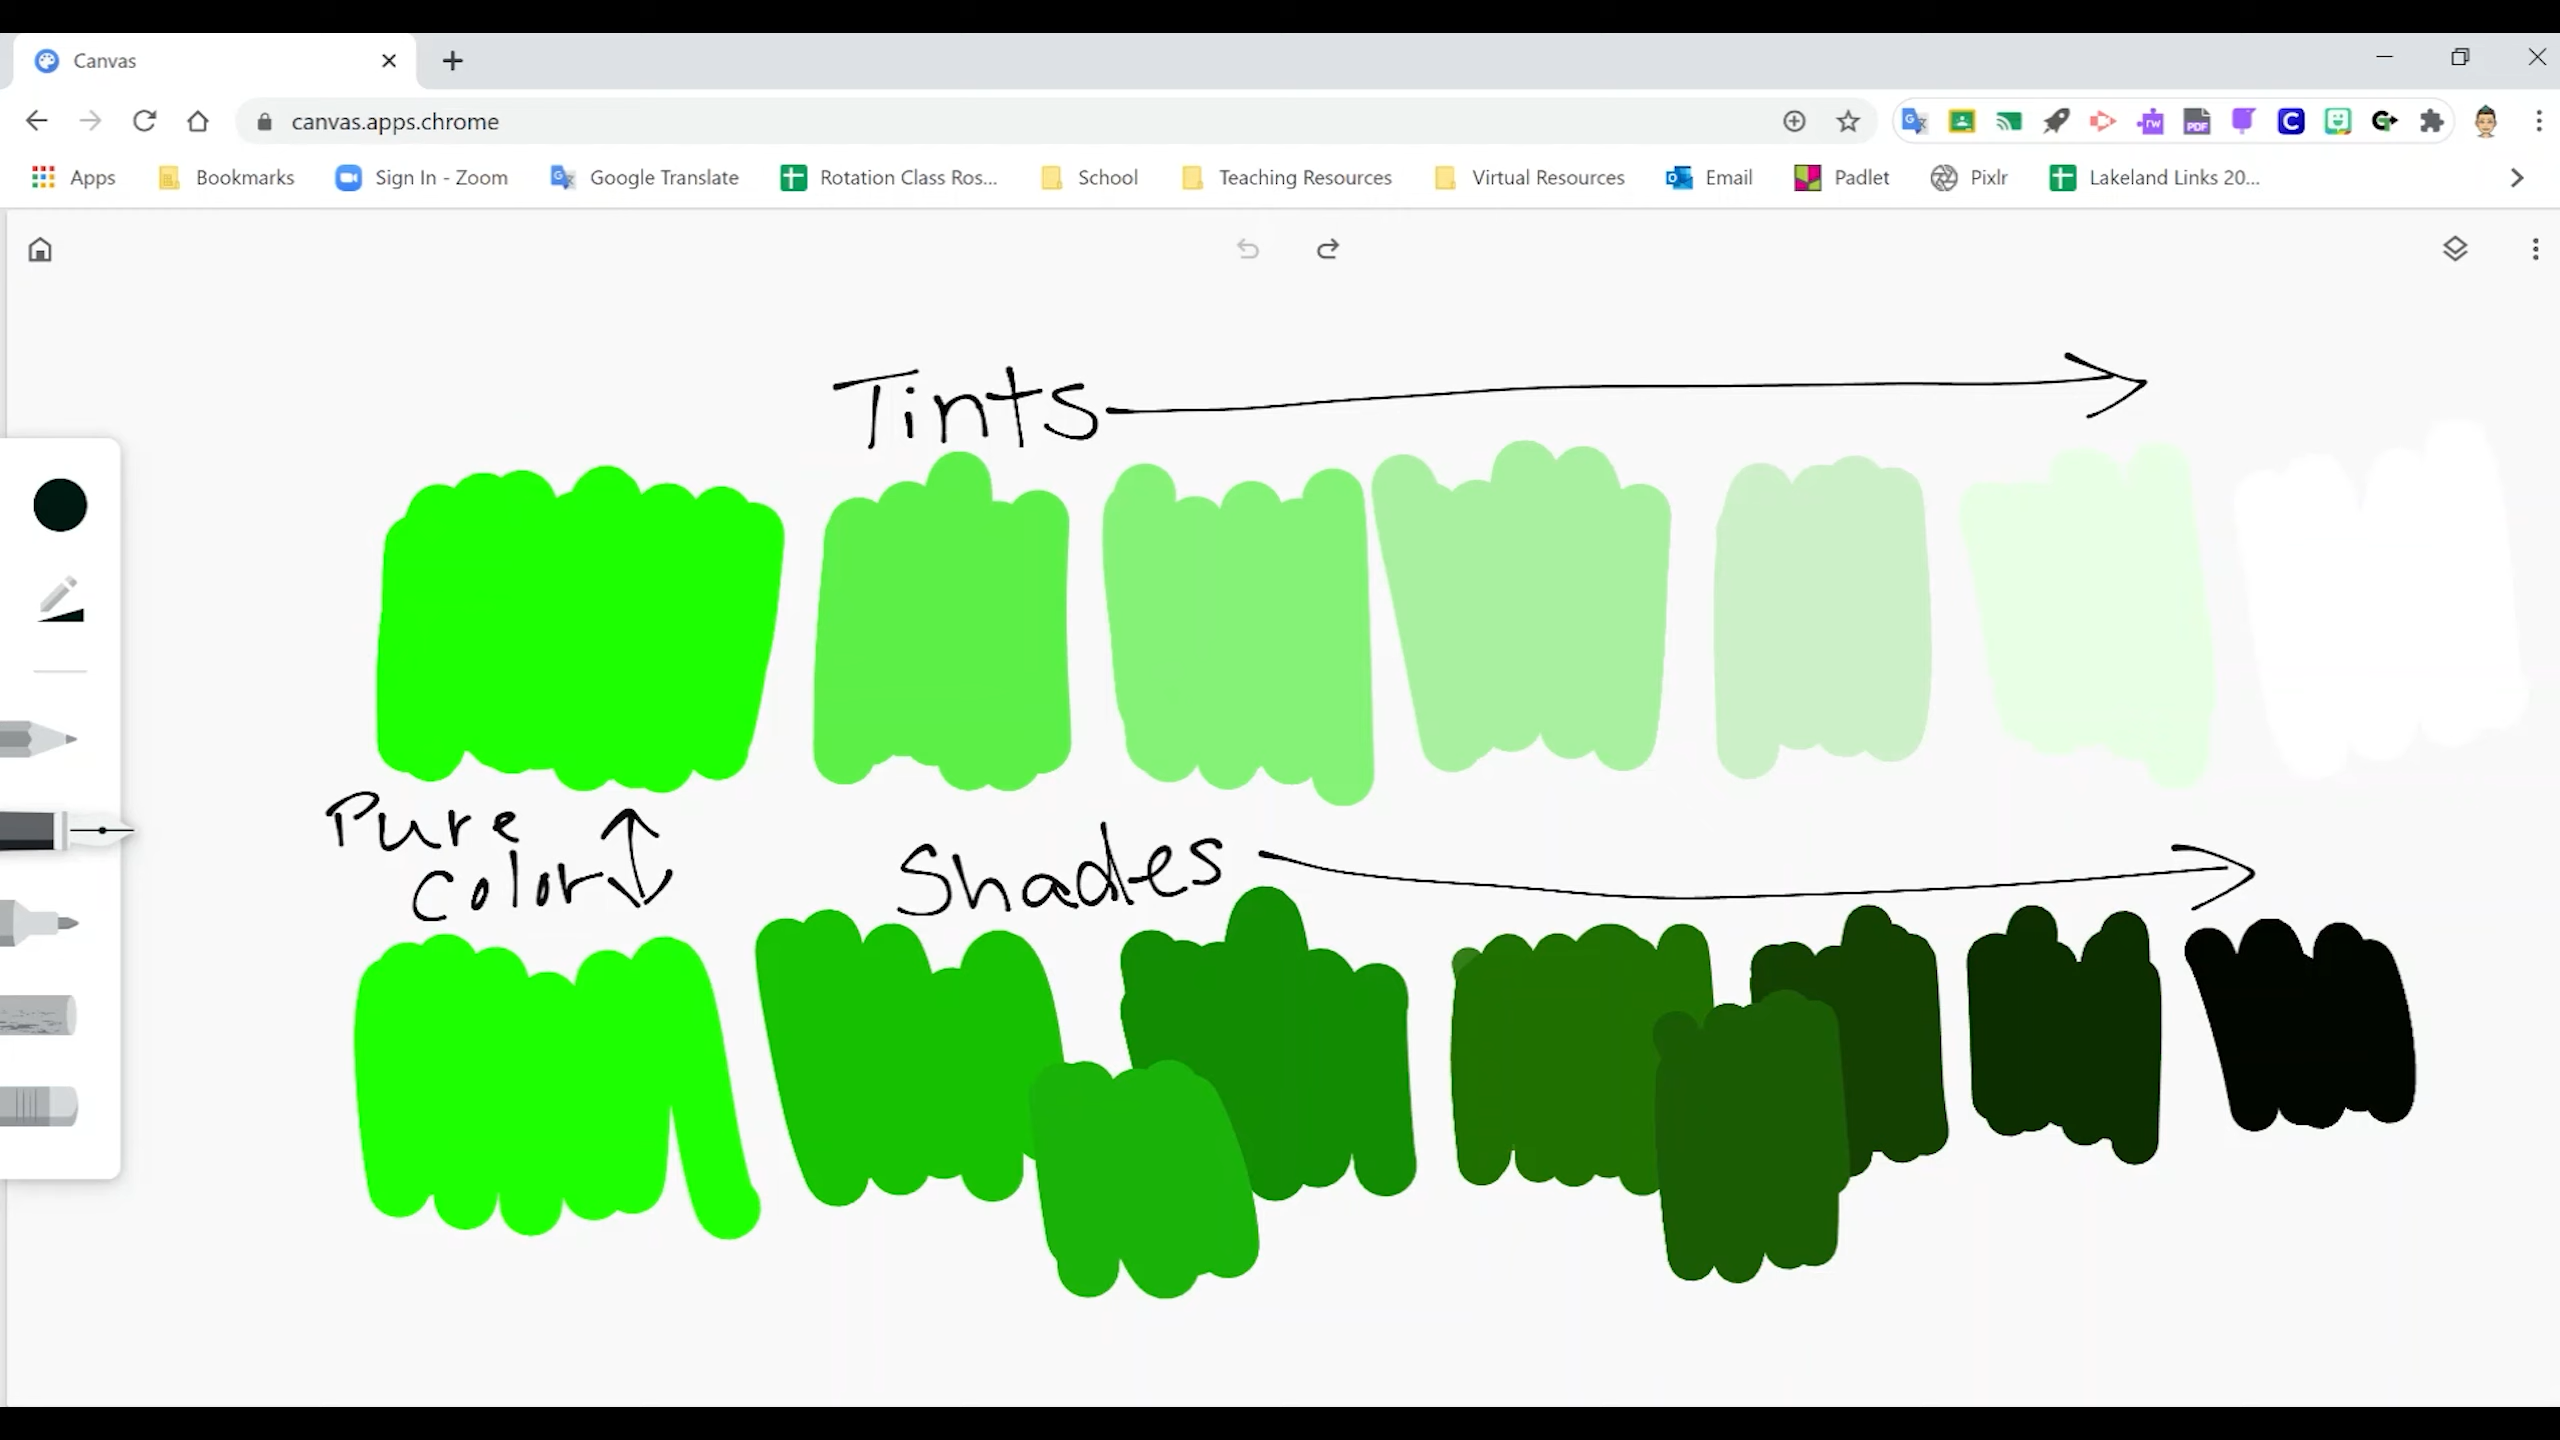 Canvas
canvas.apps.chrome
Apps Bookmarks Sign In - Zoom Google Translate Rotation Class Ros... School Teaching Resources Virtual Resources Email Padlet Pixlr Lakeland Links 20...
Tints
Pure
Color
Shades